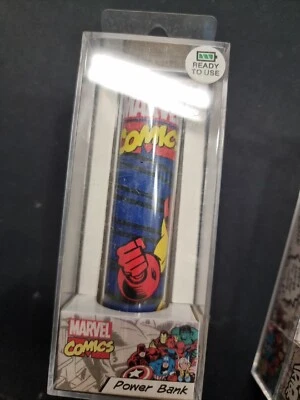 READY
TO USE
MARVEL
COMICS
MARVEL
COMICS
Power Bank